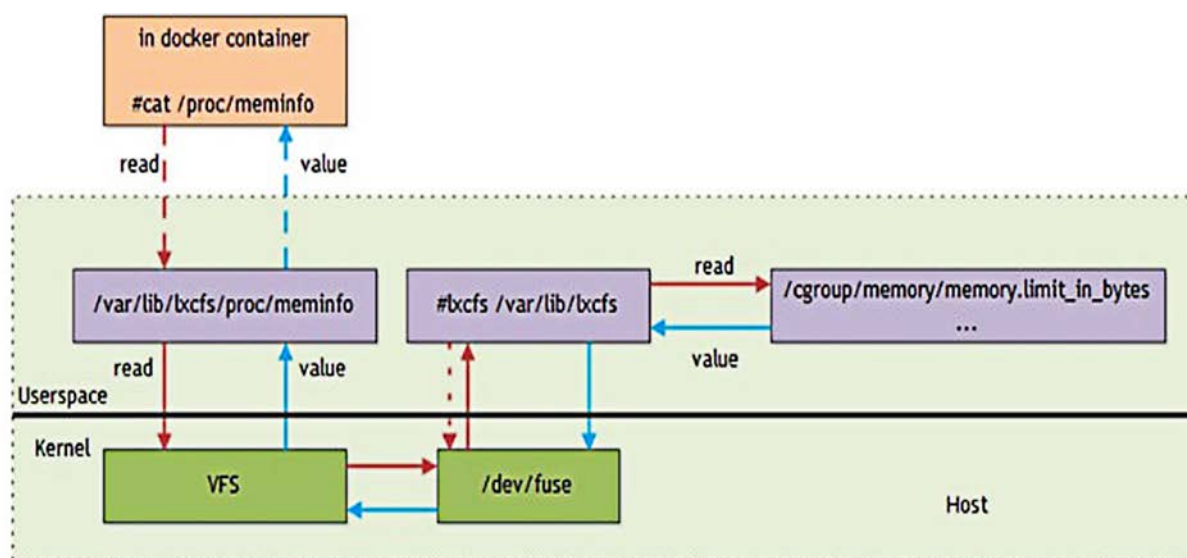 in docker container
#cat /proc/meminfo
read
value
/var/lib/lxcfs/proc/meminfo
#lxcfs /var/lib/lxcfs
read
/cgroup/memory/memory.limit_in_bytes
...
value
read
value
Userspace
Kernel
VFS
/dev/fuse
Host